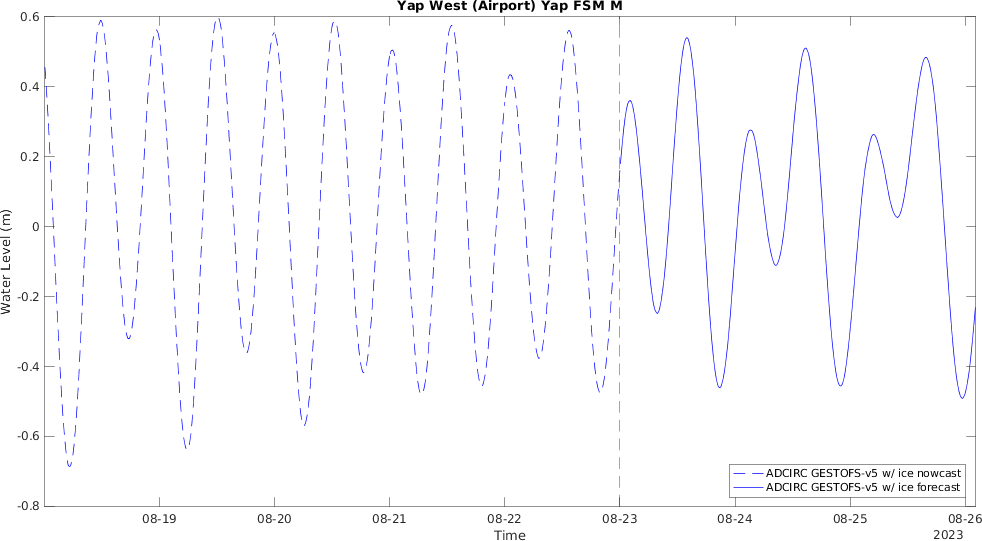 Yap West (Airport) Yap FSM M
0.6
0.4
0.2
0
-0.2
-0.4
-0.6
-0.8
Water Level (m)
ADCIRC GESTOFS-v5 w/ ice nowcast
ADCIRC GESTOFS-v5 w/ ice forecast
08-19 08-20 08-21 08-22 08-23 08-24 08-25 08-26
Time
2023